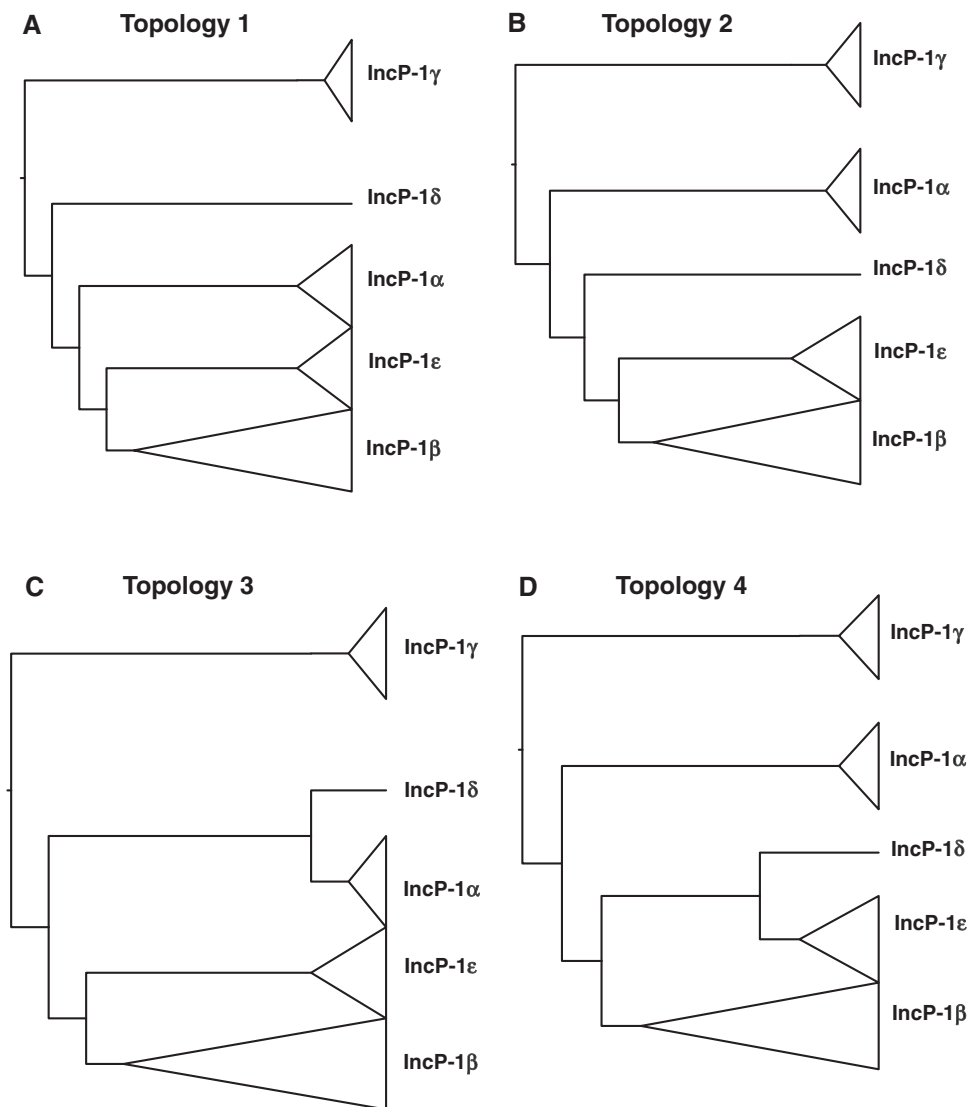 A Topology 1
IncP-1γ
IncP-1δ
IncP-1α
IncP-1ε
IncP-1β
B Topology 2
IncP-1γ
IncP-1α
IncP-1δ
IncP-1ε
IncP-1β
C Topology 3
IncP-1γ
IncP-1δ
IncP-1α
IncP-1ε
IncP-1β
D Topology 4
IncP-1γ
IncP-1α
IncP-1δ
IncP-1ε
IncP-1β